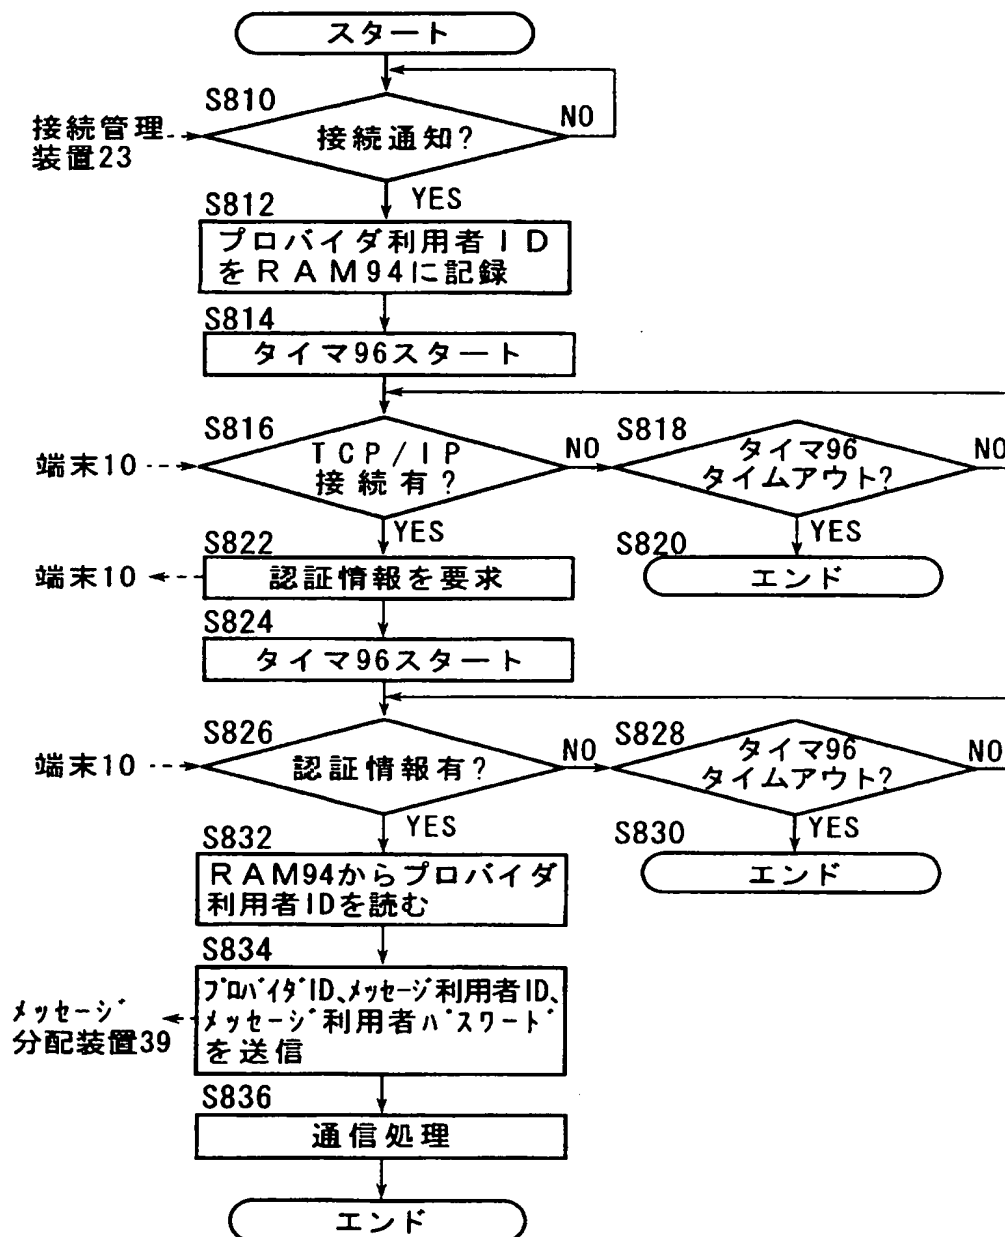 スタート
S810
接続管理
装置23
接続通知?
NO
YES
S812
プロバイダ利用者ID
をRAM94に記録
S814
タイマ96スタート
S816
端末10
TCP/IP
接続有?
NO
S818
タイマ96
タイムアウト?
NO
YES
YES
S820
エンド
S822
端末10
認証情報を要求
S824
タイマ96スタート
S826
端末10
認証情報有?
NO
S828
タイマ96
タイムアウト?
NO
YES
YES
S830
エンド
S832
RAM94からプロバイダ
利用者IDを読む
S834
メッセージ
分配装置39
プロバイダID、メッセージ利用者ID、
メッセージ利用者パスワード
を送信
S836
通信処理
エンド